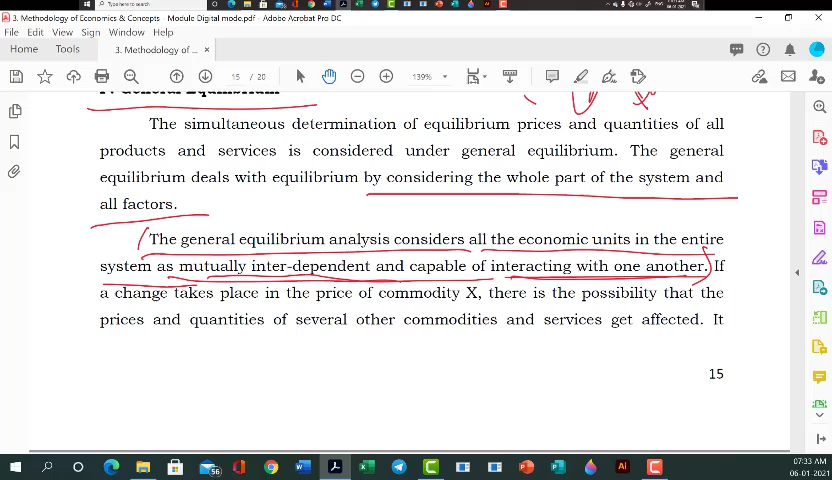 Type here to search
3. Methodology of Economics & Concepts - Module Digital mode.pdf - Adobe Acrobat Pro DC
File Edit View Sign Window Help
Home Tools 3. Methodology of ... ×
15 / 20 139%
The simultaneous determination of equilibrium prices and quantities of all
products and services is considered under general equilibrium. The general
equilibrium deals with equilibrium by considering the whole part of the system and
all factors.
The general equilibrium analysis considers all the economic units in the entire
system as mutually inter-dependent and capable of interacting with one another. If
a change takes place in the price of commodity X, there is the possibility that the
prices and quantities of several other commodities and services get affected. It
15
56
07:33 AM
06-01-2021